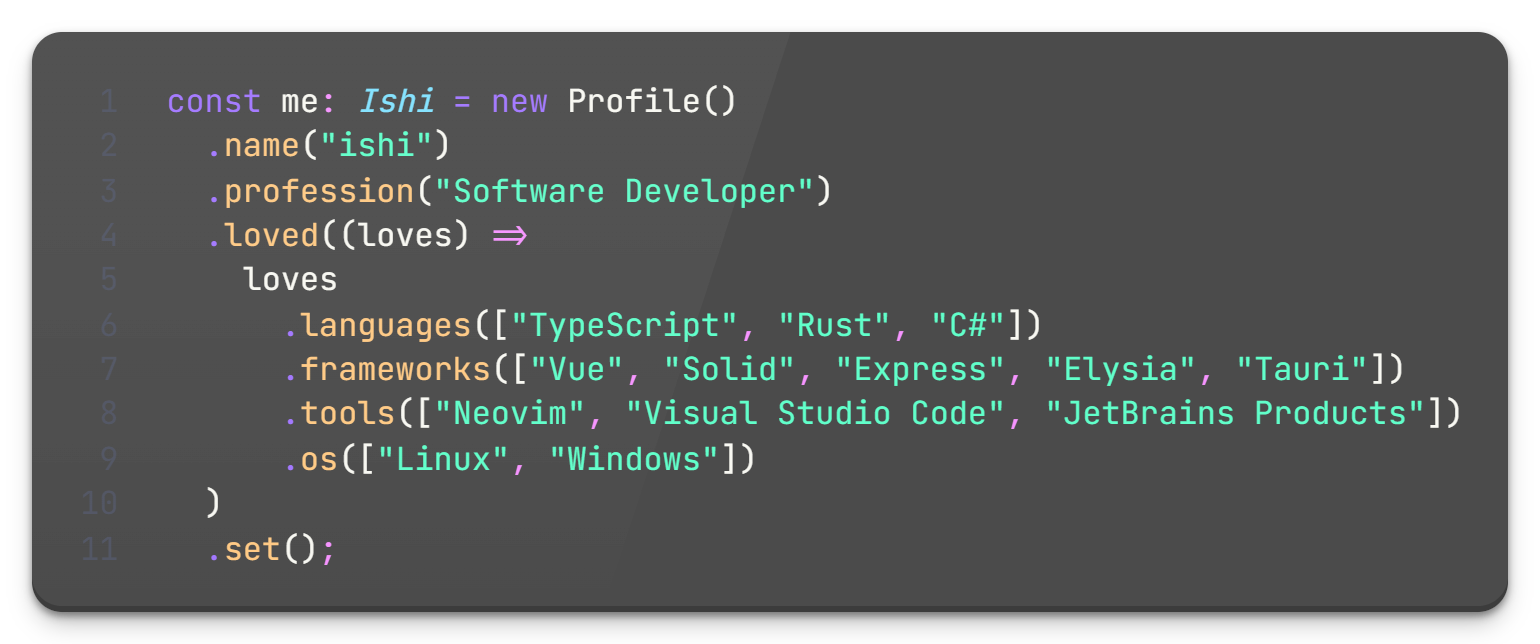 1 const me: Ishi = new Profile()
2   .name("ishi")
3   .profession("Software Developer")
4   .loved((loves) =>
5     loves
6       .languages(["TypeScript", "Rust", "C#"])
7       .frameworks(["Vue", "Solid", "Express", "Elysia", "Tauri"])
8       .tools(["Neovim", "Visual Studio Code", "JetBrains Products"])
9       .os(["Linux", "Windows"])
10   )
11   .set();